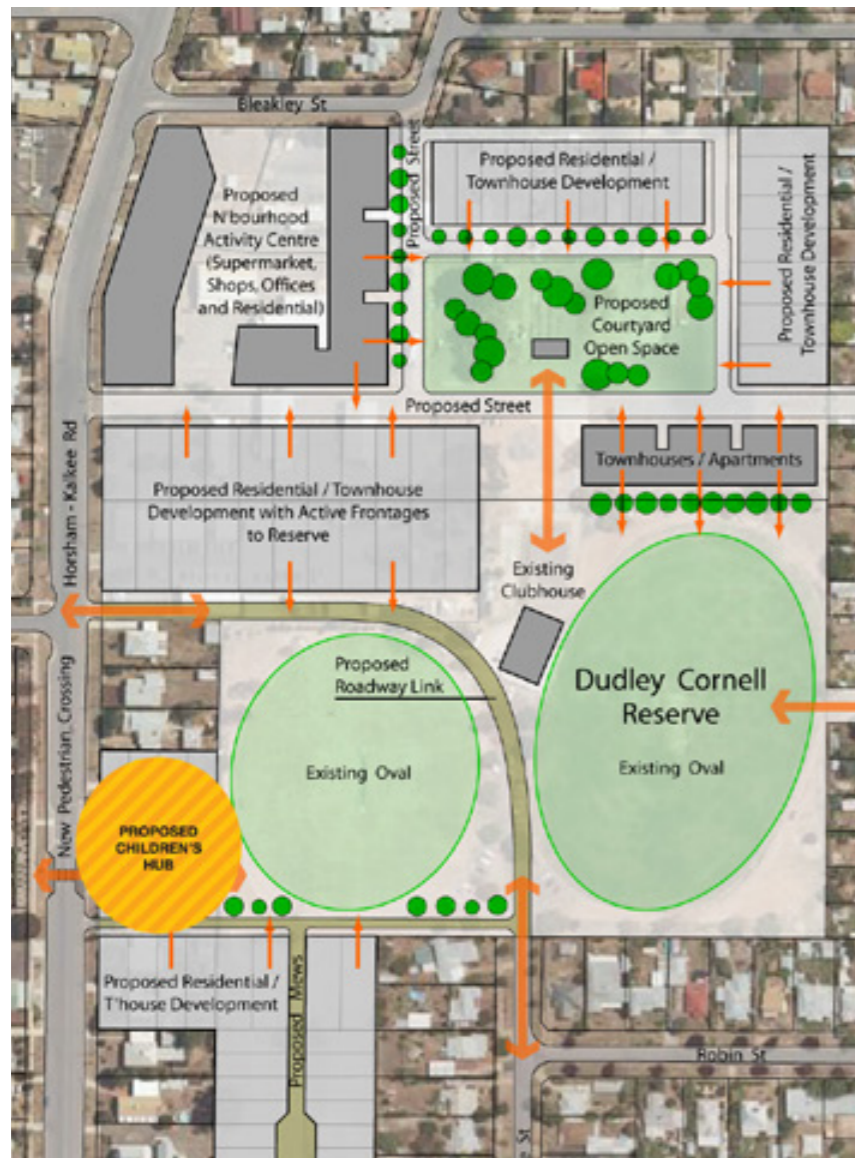 Bleakley St
Proposed
N'bourhood
Activity Centre
(Supermarket,
Shops, Offices
and Residential)
Proposed Street
Proposed Residential /
Townhouse Development
Proposed Residential /
Townhouse Development
Proposed
Courtyard
Open Space
Proposed Street
Horsham - Kalkee Rd
Proposed Residential / Townhouse
Development with Active Frontages
to Reserve
Townhouses / Apartments
Existing
Clubhouse
Proposed
Roadway Link
Dudley Cornell
Reserve
Existing Oval
Existing Oval
New Pedestrian, Crossing
PROPOSED
CHILDREN'S
HUB
Proposed Residential /
T'house Development
Proposed Mews
Robin St
e St